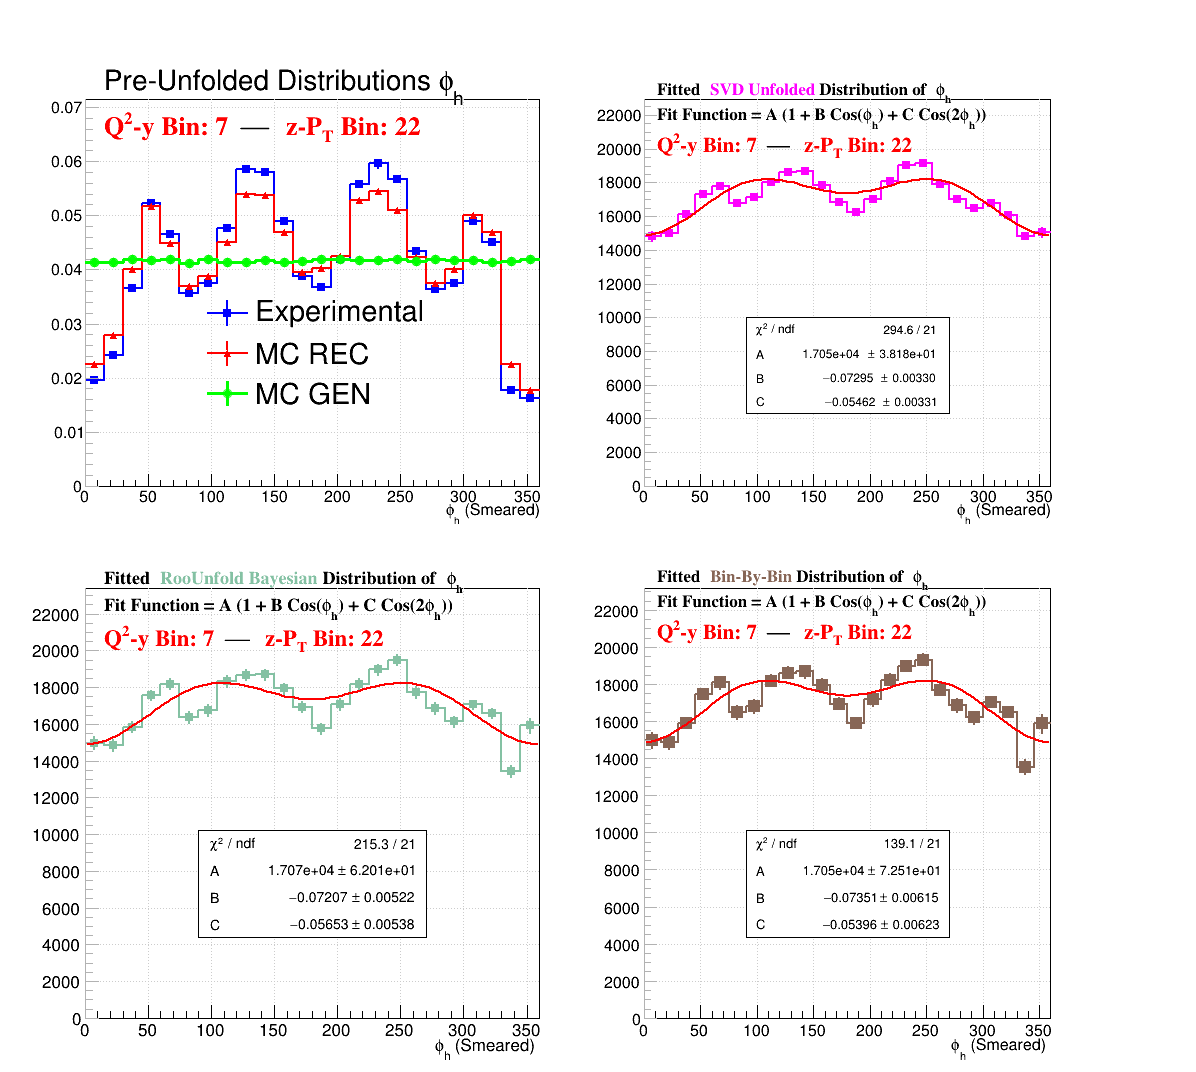 Pre-Unfolded Distributions ϕh
Q²-y Bin: 7 — z-PT Bin: 22
0.07
0.06
0.05
0.04
0.03
0.02
0.01
0
Experimental
MC REC
MC GEN
0 50 100 150 200 250 300 350
ϕh (Smeared)
Fitted SVD Unfolded Distribution of ϕh
Fit Function = A (1 + B Cos(ϕh) + C Cos(2ϕh))
Q²-y Bin: 7 — z-PT Bin: 22
22000
20000
18000
16000
14000
12000
10000
8000
6000
4000
2000
0
χ² / ndf 294.6 / 21
A 1.705e+04 ± 3.818e+01
B −0.07295 ± 0.00330
C −0.05462 ± 0.00331
0 50 100 150 200 250 300 350
ϕh (Smeared)
Fitted RooUnfold Bayesian Distribution of ϕh
Fit Function = A (1 + B Cos(ϕh) + C Cos(2ϕh))
Q²-y Bin: 7 — z-PT Bin: 22
22000
20000
18000
16000
14000
12000
10000
8000
6000
4000
2000
0
χ² / ndf 215.3 / 21
A 1.707e+04 ± 6.201e+01
B −0.07207 ± 0.00522
C −0.05653 ± 0.00538
0 50 100 150 200 250 300 350
ϕh (Smeared)
Fitted Bin-By-Bin Distribution of ϕh
Fit Function = A (1 + B Cos(ϕh) + C Cos(2ϕh))
Q²-y Bin: 7 — z-PT Bin: 22
22000
20000
18000
16000
14000
12000
10000
8000
6000
4000
2000
0
χ² / ndf 139.1 / 21
A 1.705e+04 ± 7.251e+01
B −0.07351 ± 0.00615
C −0.05396 ± 0.00623
0 50 100 150 200 250 300 350
ϕh (Smeared)